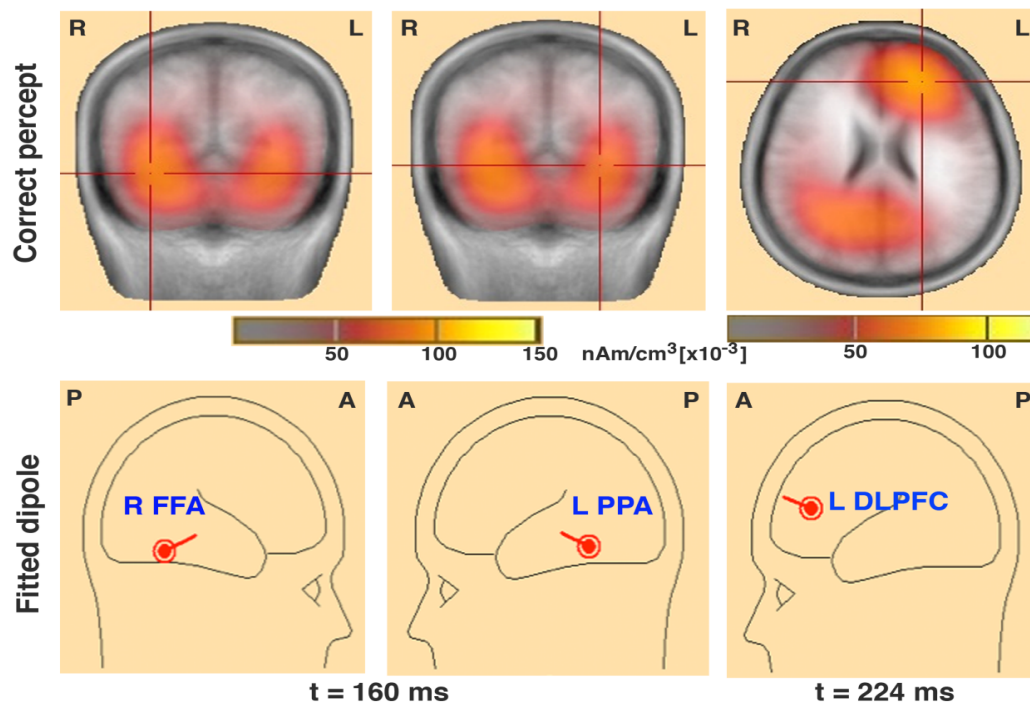 R L
R L
R L
Correct percept
50 100 150 nAm/cm³[x10⁻³] 50 100
P A
A P
A P
Fitted dipole
R FFA
L PPA
L DLPFC
t = 160 ms
t = 224 ms